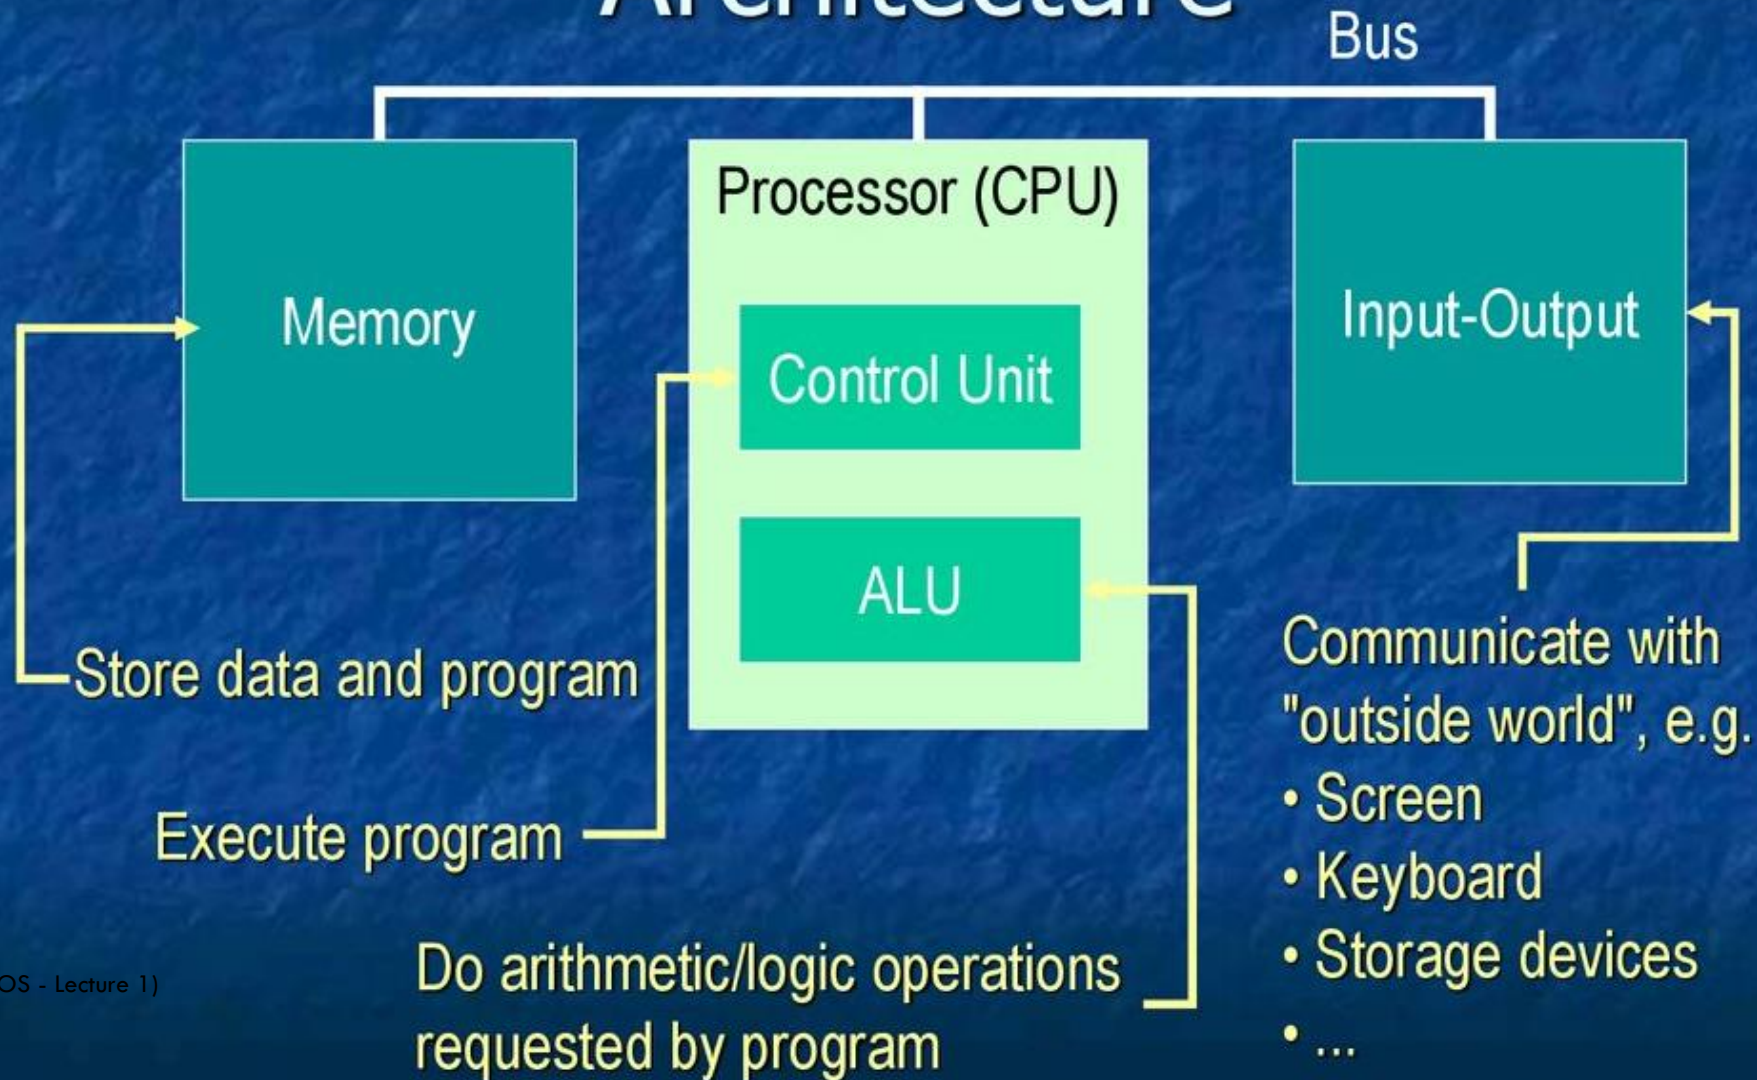 Architecture
Bus
Memory
Processor (CPU)
Control Unit
ALU
Input-Output
Store data and program
Execute program
Do arithmetic/logic operations
requested by program
Communicate with
"outside world", e.g.
• Screen
• Keyboard
• Storage devices
• ...
OS - Lecture 1)